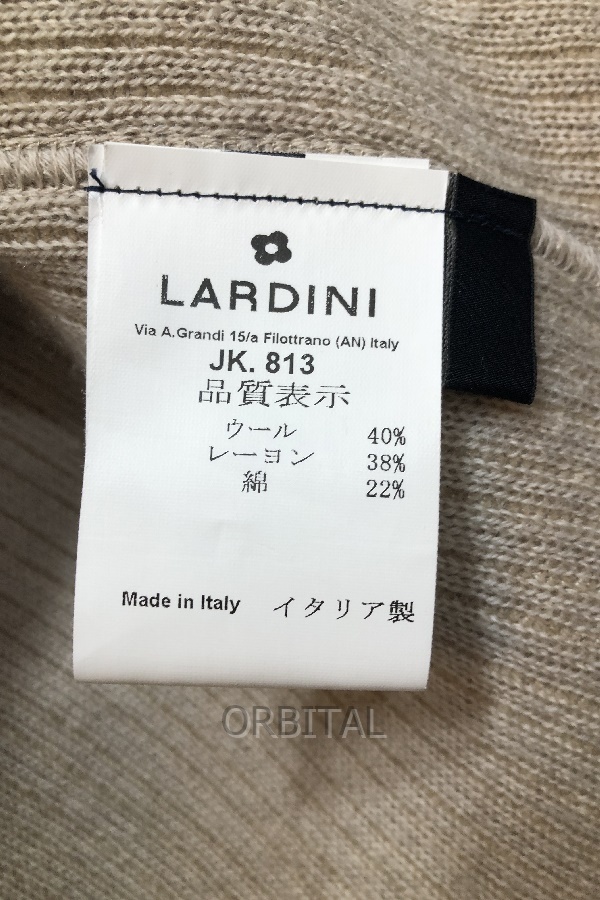 LARDINI
Via A.Grandi 15/a Filottrano (AN) Italy
JK. 813
品質表示
ウール 40%
レーヨン 38%
綿 22%
Made in Italy イタリア製
ORBITAL